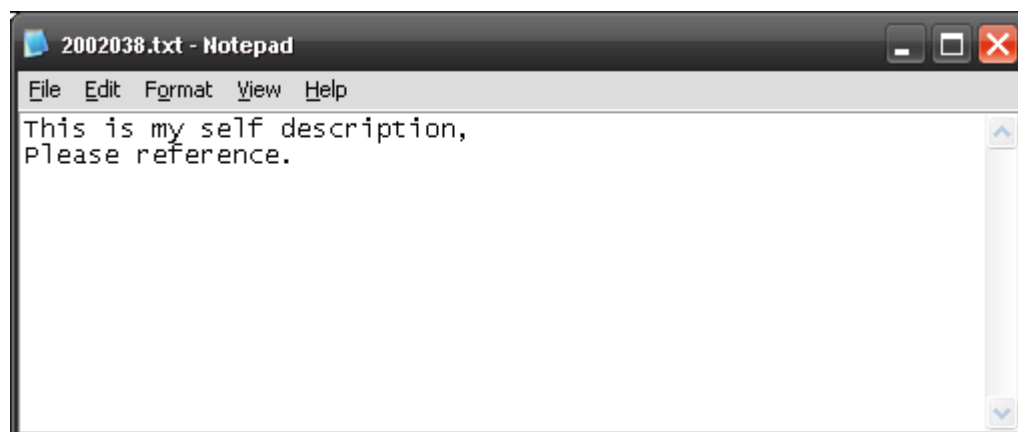 2002038.txt - Notepad
File Edit Format View Help
This is my self description,
Please reference.